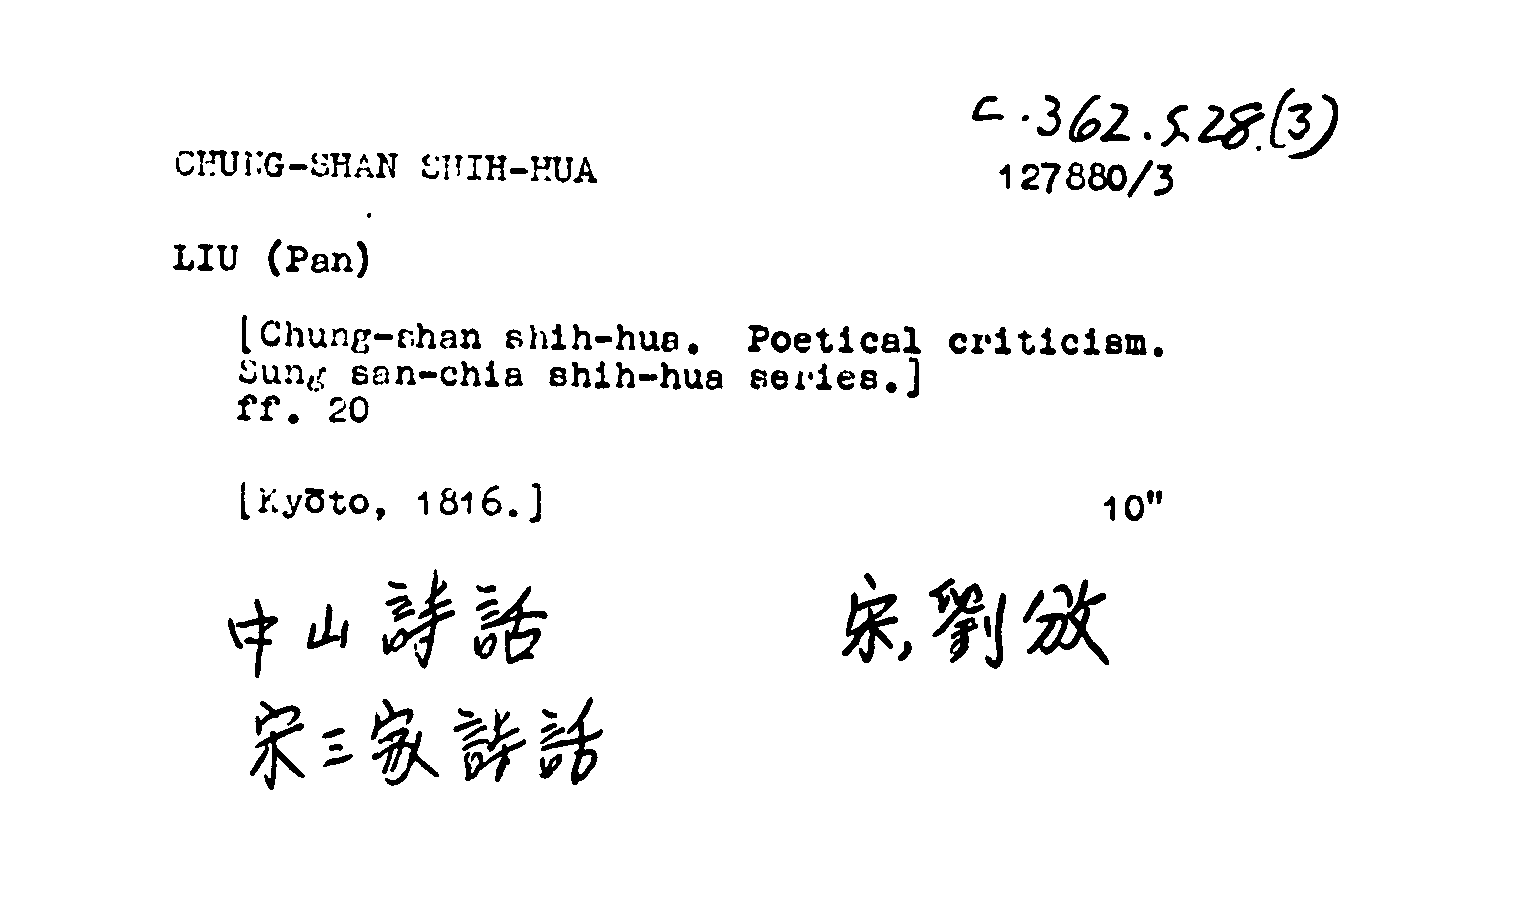 CHUNG-SHAN SHIH-HUA
C.362.S.28.(3)
127880/3
LIU (Pan)
[Chung-shan shih-hua. Poetical criticism.
Sung san-chia shih-hua series.]
ff. 20
[Kyōto, 1816.] 10"
中山詩話 宋,劉攽
宋三家詩話